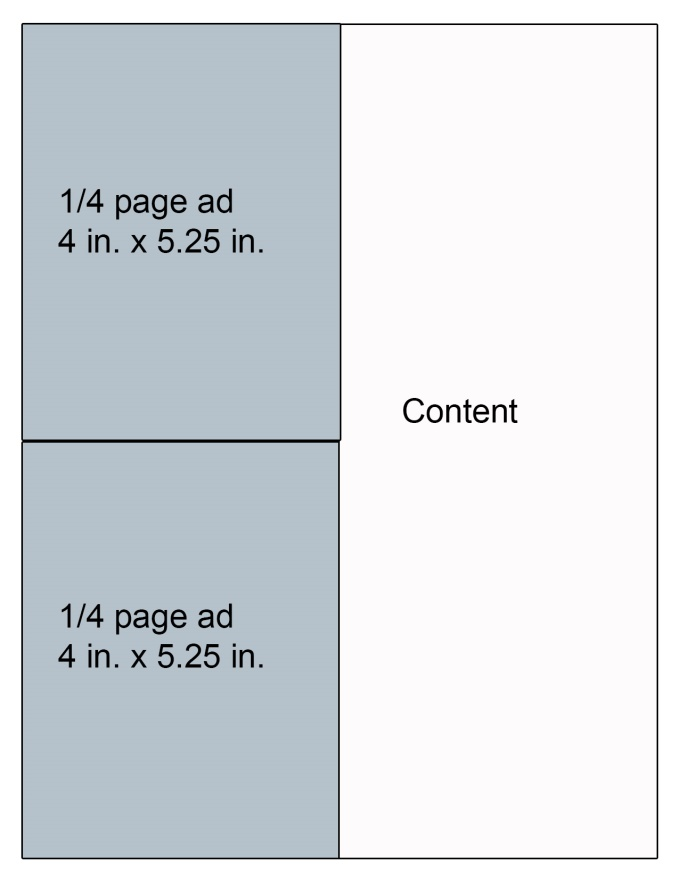 1/4 page ad
4 in. x 5.25 in.
Content
1/4 page ad
4 in. x 5.25 in.